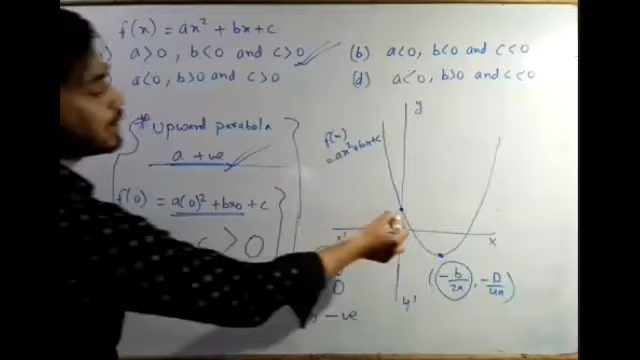 f(x) = ax² + bx + c
) a>0, b<0 and c>0
(b) a<0, b<0 and c<0
) a<0, b>0 and c>0
(d) a<0, b>0 and c<0
* Upward parabola
a +ve
f(0) = a(0)² + bx0 + c
c > 0
y
f(x)
= ax²+bx+c
x'
x
(-b/2a, -D/4a)
0
y'
-ve